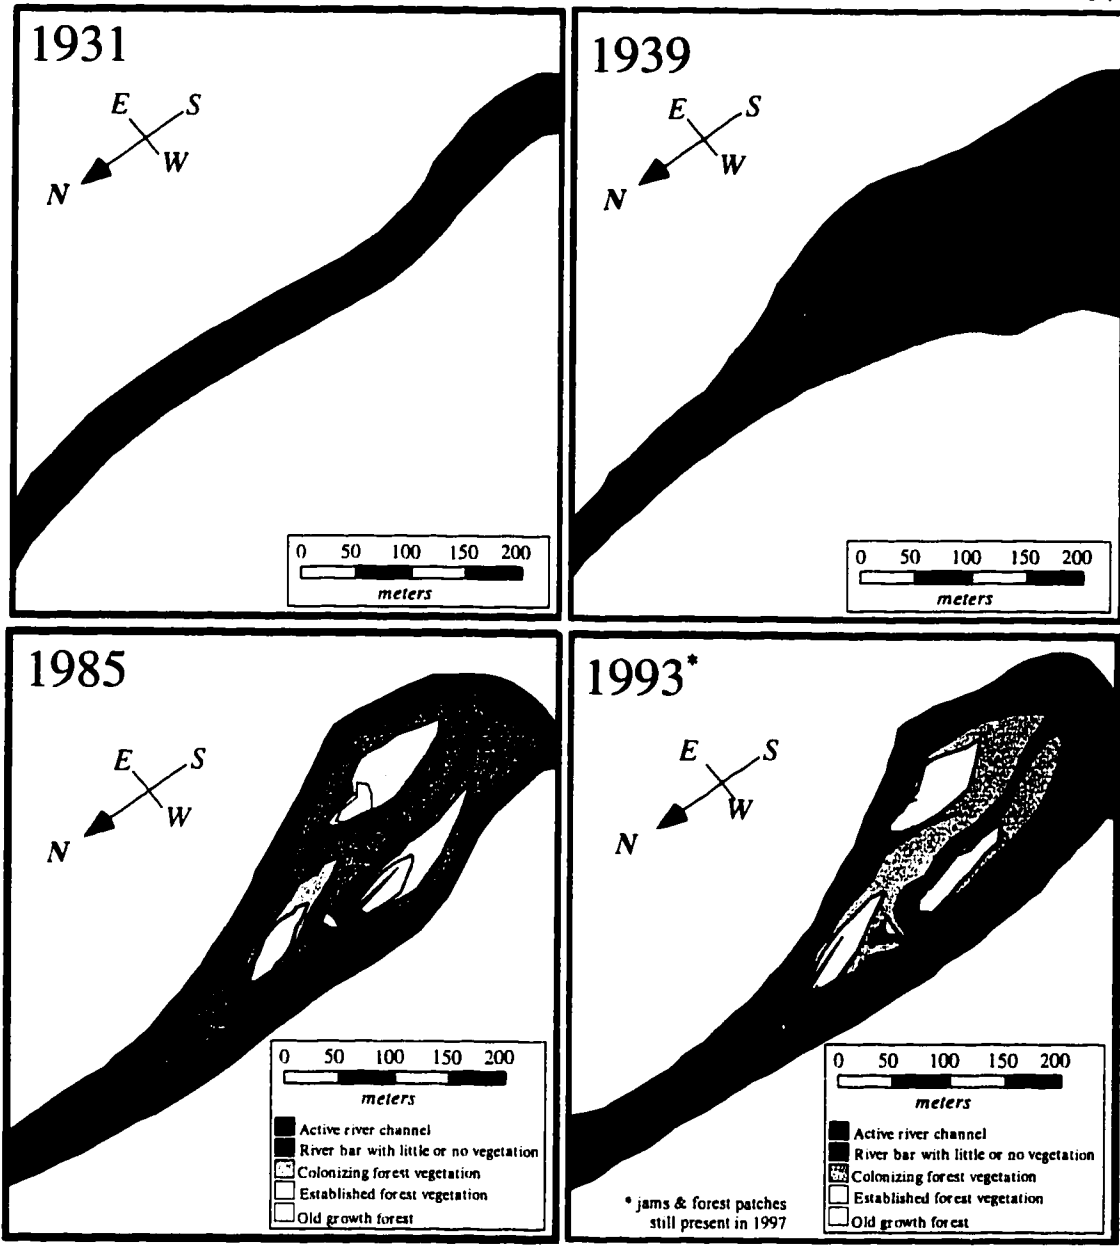 1931
E
S
W
N
0 50 100 150 200
meters
1939
E
S
W
N
0 50 100 150 200
meters
1985
E
S
W
N
0 50 100 150 200
meters
Active river channel
River bar with little or no vegetation
Colonizing forest vegetation
Established forest vegetation
Old growth forest
1993*
E
S
W
N
* jams & forest patches
still present in 1997
0 50 100 150 200
meters
Active river channel
River bar with little or no vegetation
Colonizing forest vegetation
Established forest vegetation
Old growth forest